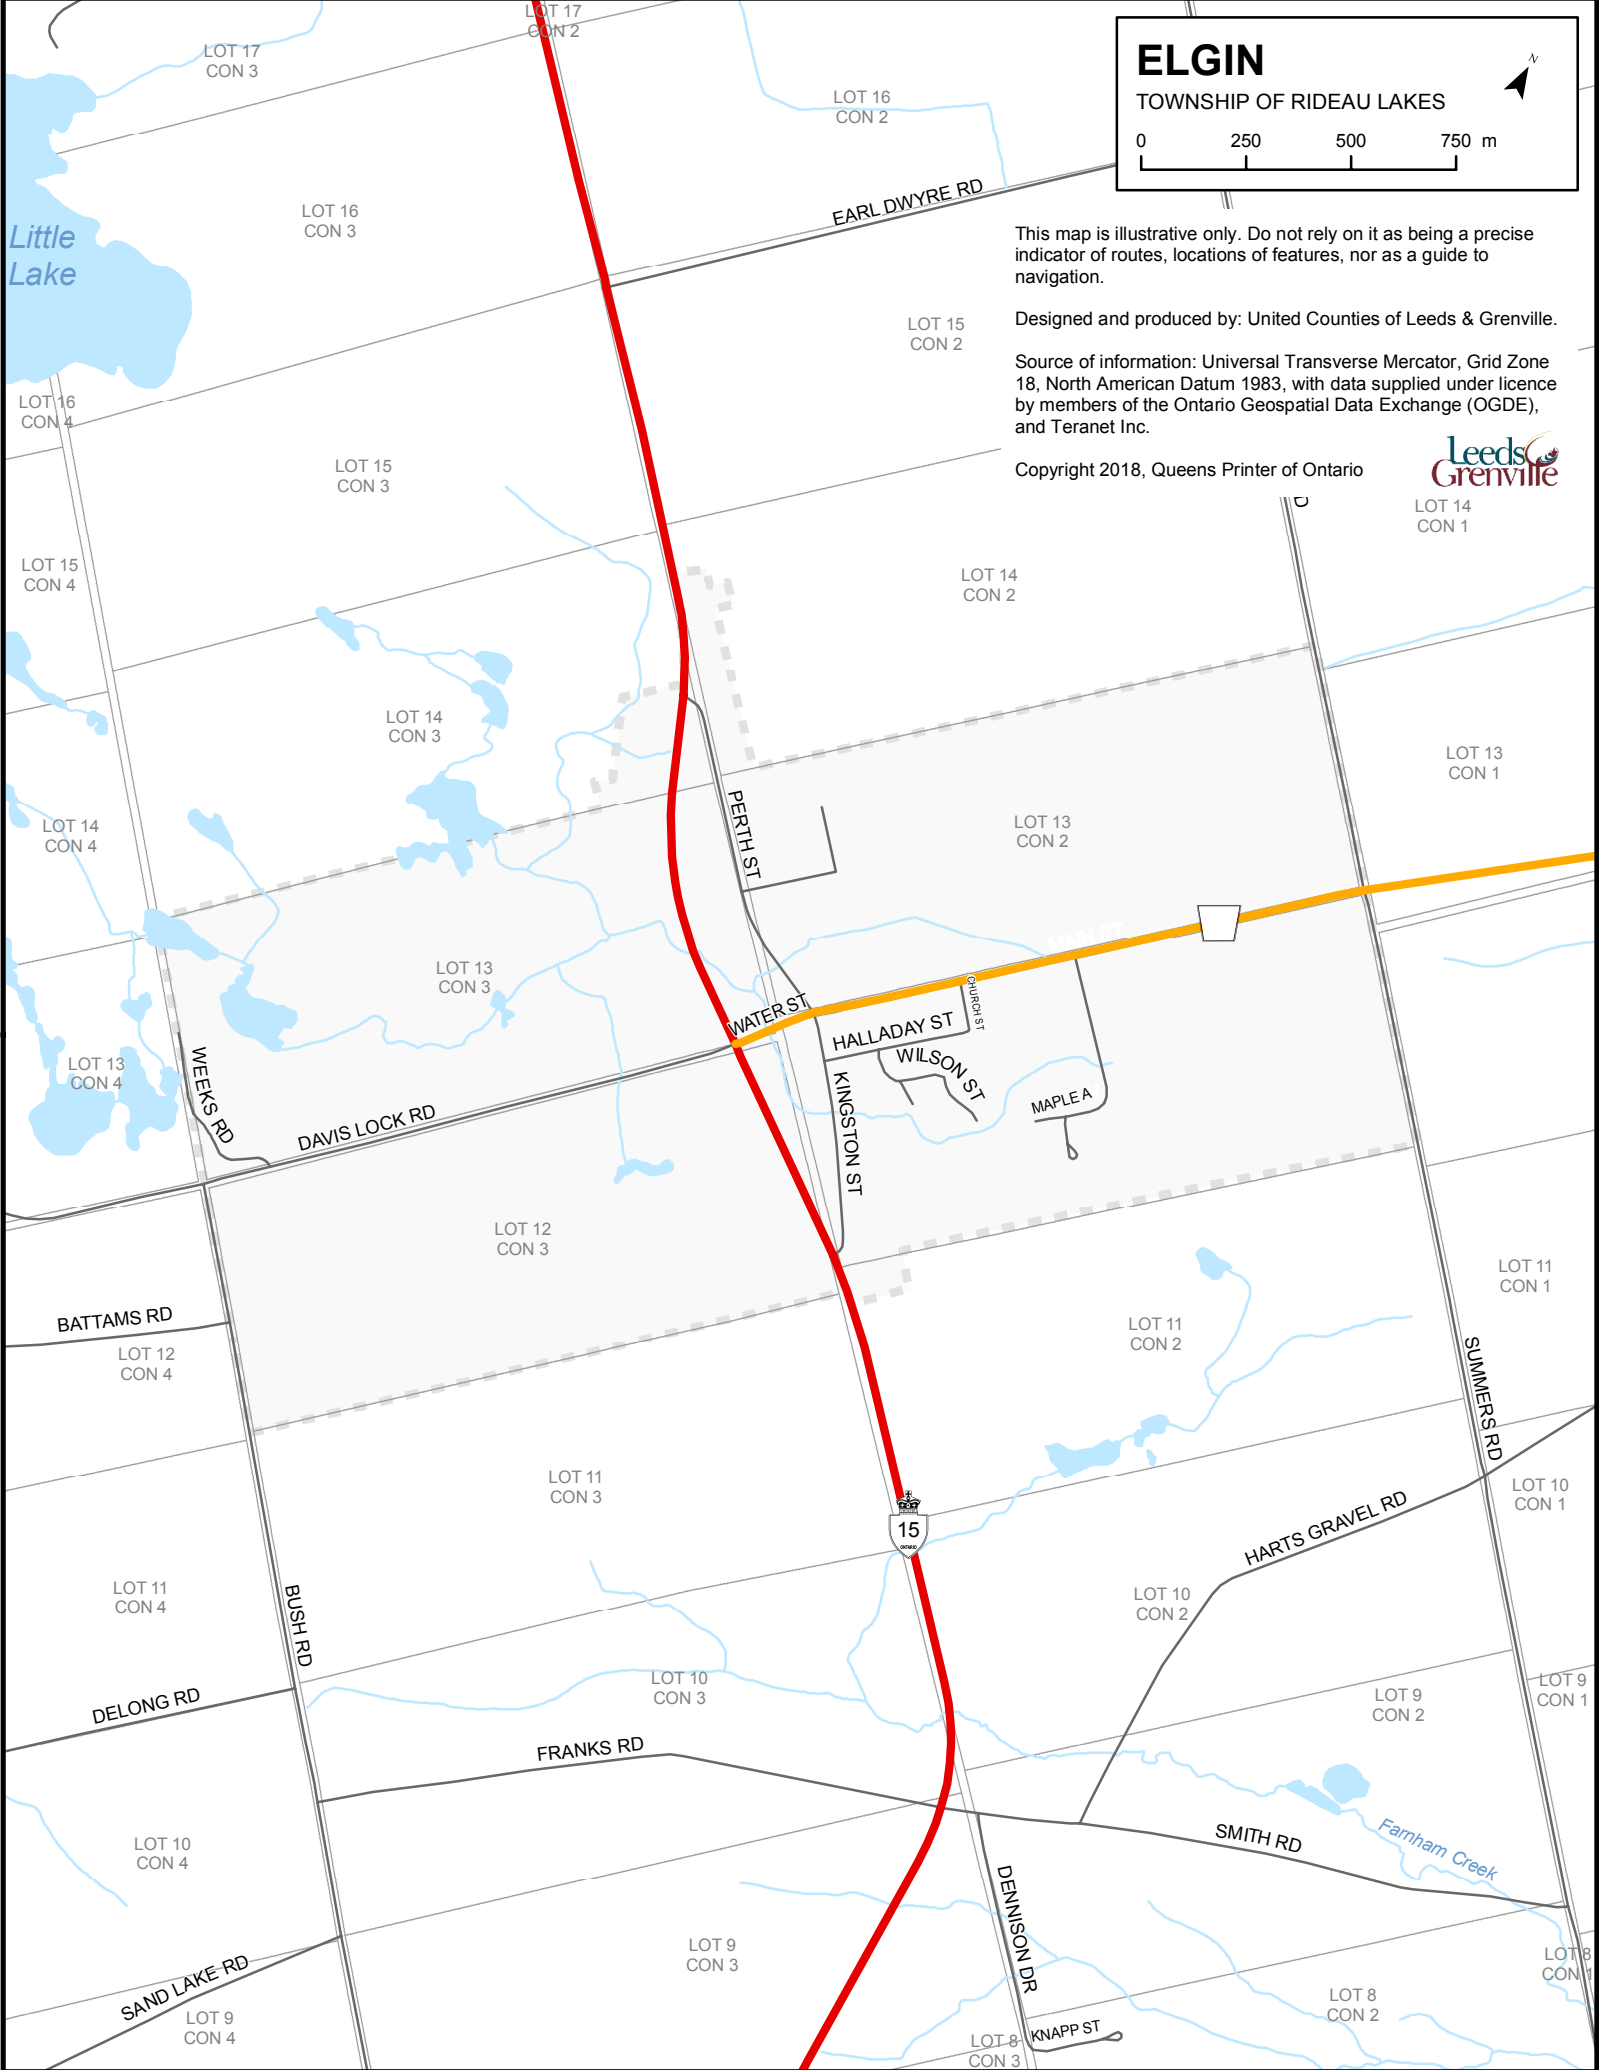 LOT 17
CON 2
LOT 17
CON 3
ELGIN
N
TOWNSHIP OF RIDEAU LAKES
0 250 500 750 m
LOT 16
CON 2
EARL DWYRE RD
LOT 16
CON 3
Little
Lake
This map is illustrative only. Do not rely on it as being a precise
indicator of routes, locations of features, nor as a guide to
navigation.
Designed and produced by: United Counties of Leeds & Grenville.
Source of information: Universal Transverse Mercator, Grid Zone
18, North American Datum 1983, with data supplied under licence
by members of the Ontario Geospatial Data Exchange (OGDE),
and Teranet Inc.
Copyright 2018, Queens Printer of Ontario
Leeds
Grenville
LOT 15
CON 2
LOT 16
CON 4
LOT 15
CON 3
D
LOT 14
CON 1
LOT 15
CON 4
LOT 14
CON 2
LOT 14
CON 3
LOT 13
CON 1
LOT 14
CON 4
PERTH ST
LOT 13
CON 2
MAIN ST
LOT 13
CON 3
WATER ST
CHURCH ST
HALLADAY ST
WILSON ST
LOT 13
CON 4
WEEKS RD
KINGSTON ST
MAPLE A
DAVIS LOCK RD
LOT 12
CON 3
LOT 11
CON 1
BATTAMS RD
LOT 12
CON 4
LOT 11
CON 2
SUMMERS RD
LOT 11
CON 3
LOT 10
CON 1
15
ONTARIO
HARTS GRAVEL RD
LOT 11
CON 4
BUSH RD
LOT 10
CON 2
LOT 10
CON 3
LOT 9
CON 2
LOT 9
CON 1
DELONG RD
FRANKS RD
SMITH RD
Farnham Creek
LOT 10
CON 4
DENNISON DR
LOT 9
CON 3
LOT 8
CON 1
SAND LAKE RD
LOT 9
CON 4
LOT 8
CON 2
KNAPP ST
LOT 8
CON 3